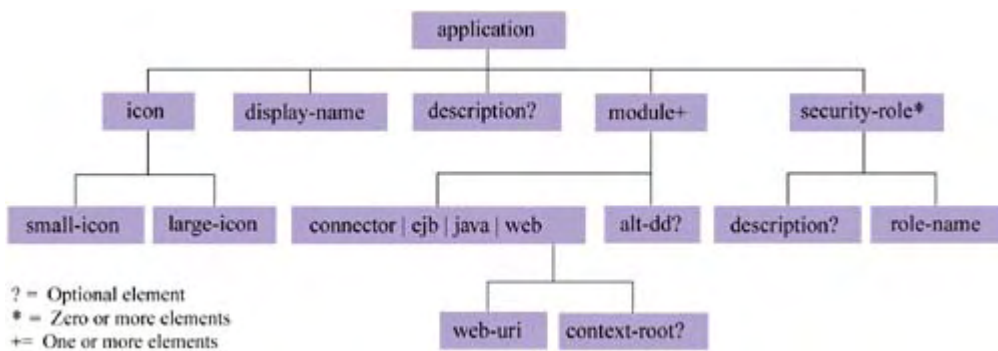 application
icon
display-name
description?
module+
security-role*
small-icon
large-icon
connector | ejb | java | web
alt-dd?
description?
role-name
web-uri
context-root?
? = Optional element
* = Zero or more elements
+= One or more elements